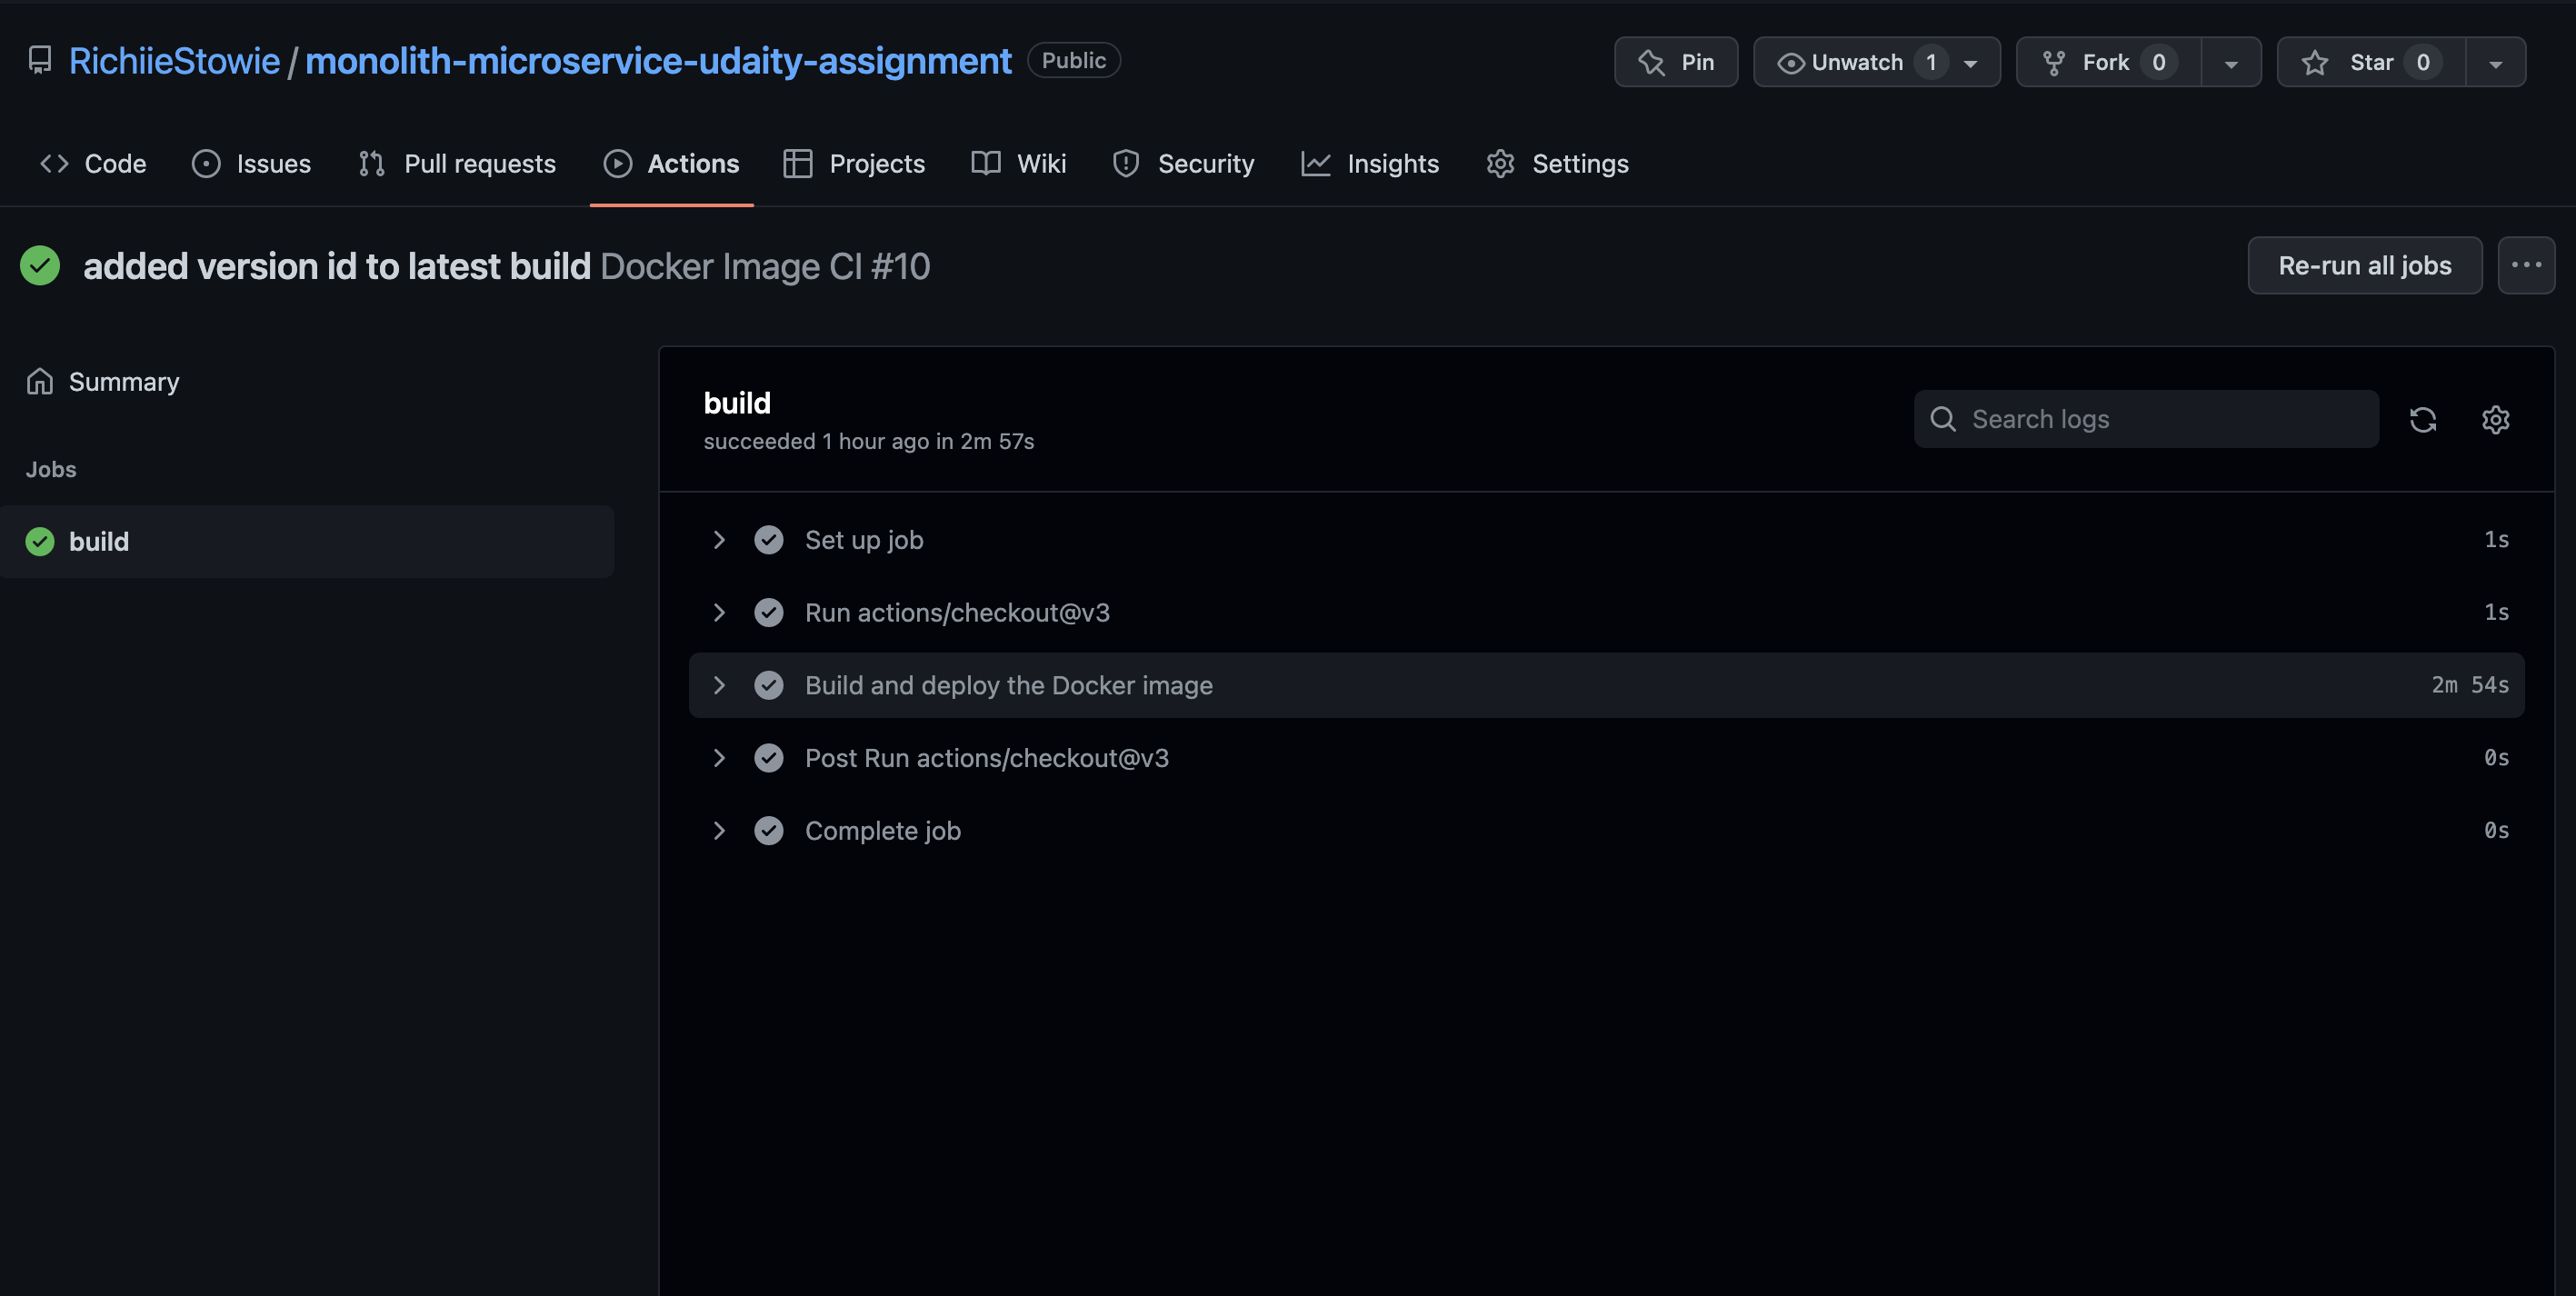 RichiieStowie / monolith-microservice-udaity-assignment Public
Pin Unwatch 1 Fork 0 Star 0
Code Issues Pull requests Actions Projects Wiki Security Insights Settings
added version id to latest build Docker Image CI #10
Re-run all jobs
Summary
Jobs
build
build
succeeded 1 hour ago in 2m 57s
Search logs
Set up job 1s
Run actions/checkout@v3 1s
Build and deploy the Docker image 2m 54s
Post Run actions/checkout@v3 0s
Complete job 0s